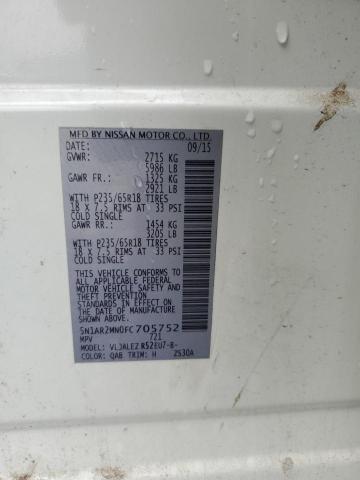 MFD BY NISSAN MOTOR CO., LTD.
DATE: 09/15
GVWR: 2715 KG
5986 LB
GAWR FR.: 1325 KG
2921 LB
WITH P235/65R18 TIRES
18 X 7.5 RIMS AT 33 PSI
COLD SINGLE
GAWR RR.: 1454 KG
3205 LB
WITH P235/65R18 TIRES
18 X 7.5 RIMS AT 33 PSI
COLD SINGLE
THIS VEHICLE CONFORMS TO
ALL APPLICABLE FEDERAL
MOTOR VEHICLE SAFETY
STANDARDS IN EFFECT ON
THE DATE OF MANUFACTURE
SHOWN ABOVE.
5N1AR2MN0FC705752
MPV 721
MODEL: R52EU7-B-
COLOR: QAB TRIM: H 2530A